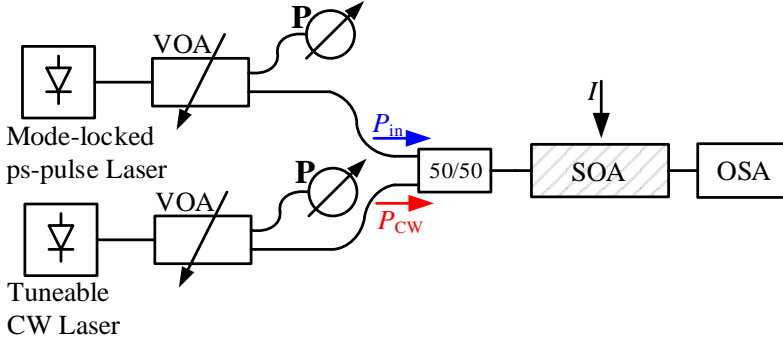 P
VOA
Mode-locked
ps-pulse Laser
P_in
I
50/50
SOA
OSA
P
VOA
P_CW
Tuneable
CW Laser